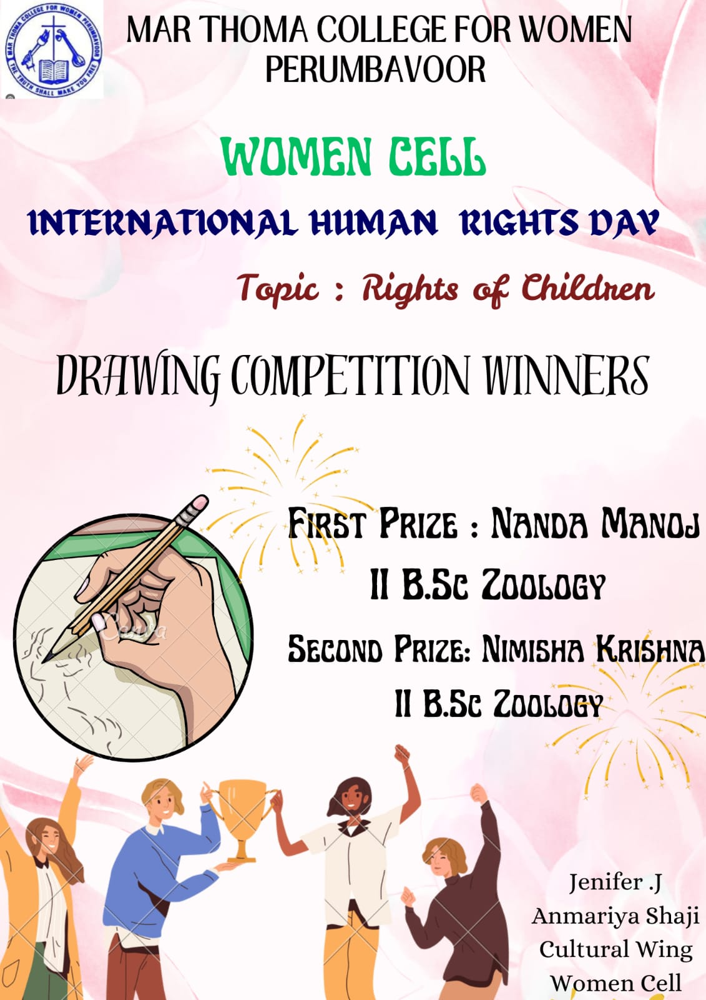 MAR THOMA COLLEGE FOR WOMEN PERUMBAVOOR
THE TRUTH SHALL MAKE YOU FREE
MAR THOMA COLLEGE FOR WOMEN
PERUMBAVOOR
WOMEN CELL
INTERNATIONAL HUMAN RIGHTS DAY
Topic : Rights of Children
DRAWING COMPETITION WINNERS
FIRST PRIZE : NANDA MANOJ
II B.SC ZOOLOGY
SECOND PRIZE: NIMISHA KRISHNA
II B.SC ZOOLOGY
Canva
Jenifer .J
Anmariya Shaji
Cultural Wing
Women Cell